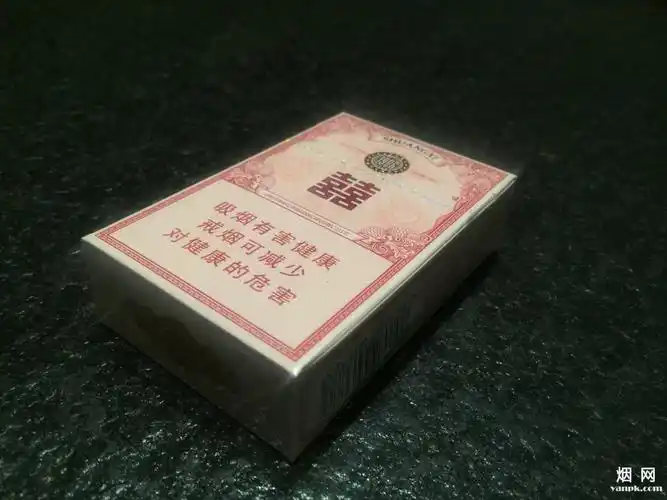 SHUANGXI
囍
吸烟有害健康
戒烟可减少
对健康的危害
烟网
yanpk.com